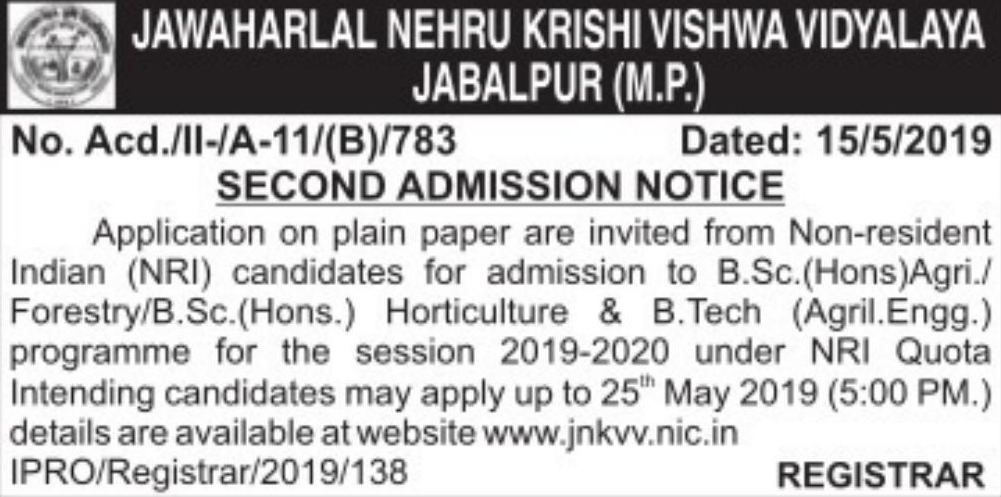 JAWAHARLAL NEHRU KRISHI VISHWA VIDYALAYA
JABALPUR (M.P.)
No. Acd./II-/A-11/(B)/783 Dated: 15/5/2019
SECOND ADMISSION NOTICE
Application on plain paper are invited from Non-resident
Indian (NRI) candidates for admission to B.Sc.(Hons)Agri./
Forestry/B.Sc.(Hons.) Horticulture & B.Tech (Agril.Engg.)
programme for the session 2019-2020 under NRI Quota
Intending candidates may apply up to 25th May 2019 (5:00 PM.)
details are available at website www.jnkvv.nic.in
IPRO/Registrar/2019/138 REGISTRAR